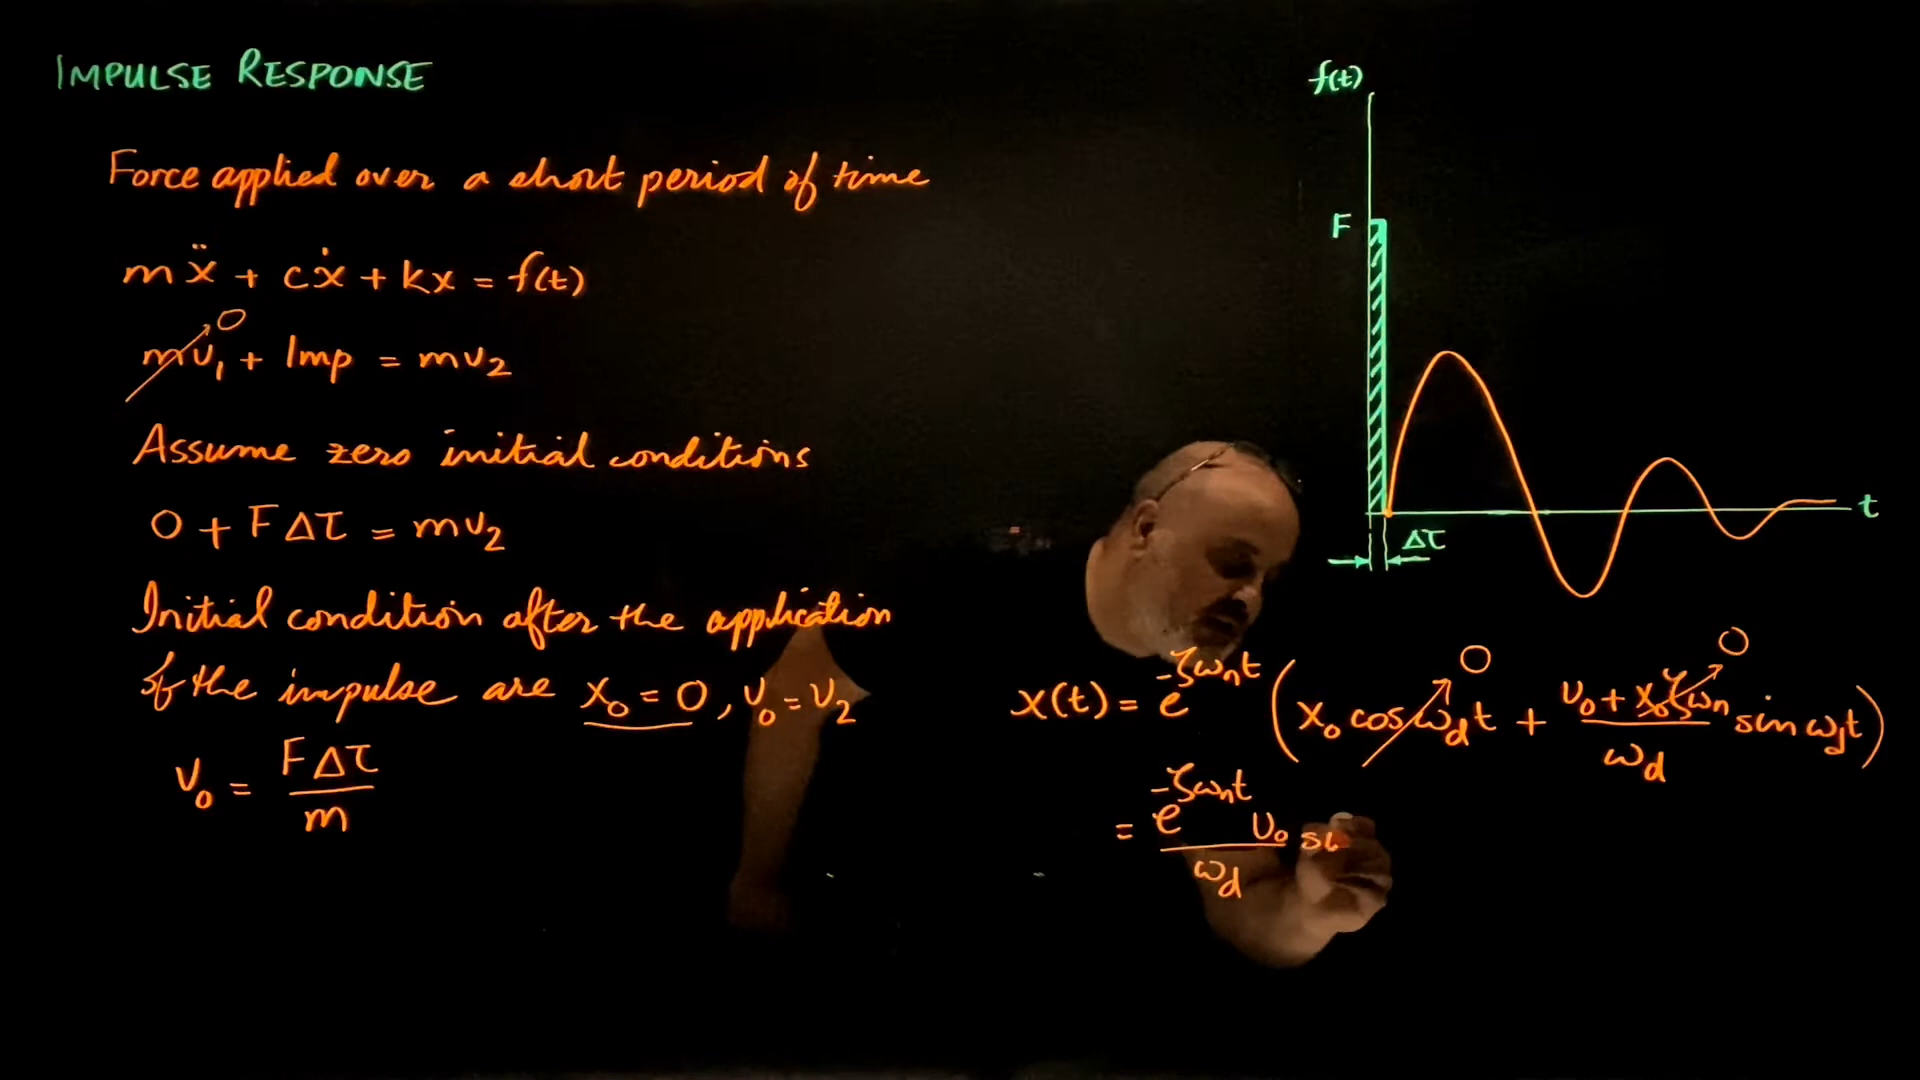 IMPULSE RESPONSE
Force applied over a short period of time
mẍ + cẋ + kx = f(t)
mv₁ + Imp = mv₂
0
Assume zero initial conditions
0 + FΔτ = mv₂
Initial condition after the application
of the impulse are x₀ = 0, v₀ = v₂
v₀ = FΔτ / m
f(t)
F
t
Δτ
x(t) = e^(-ζωₙt) (x₀ cos ω_d t + (v₀ + x₀ζωₙ) / ω_d sin ω_d t)
0
0
= e^(-ζωₙt) v₀ / ω_d